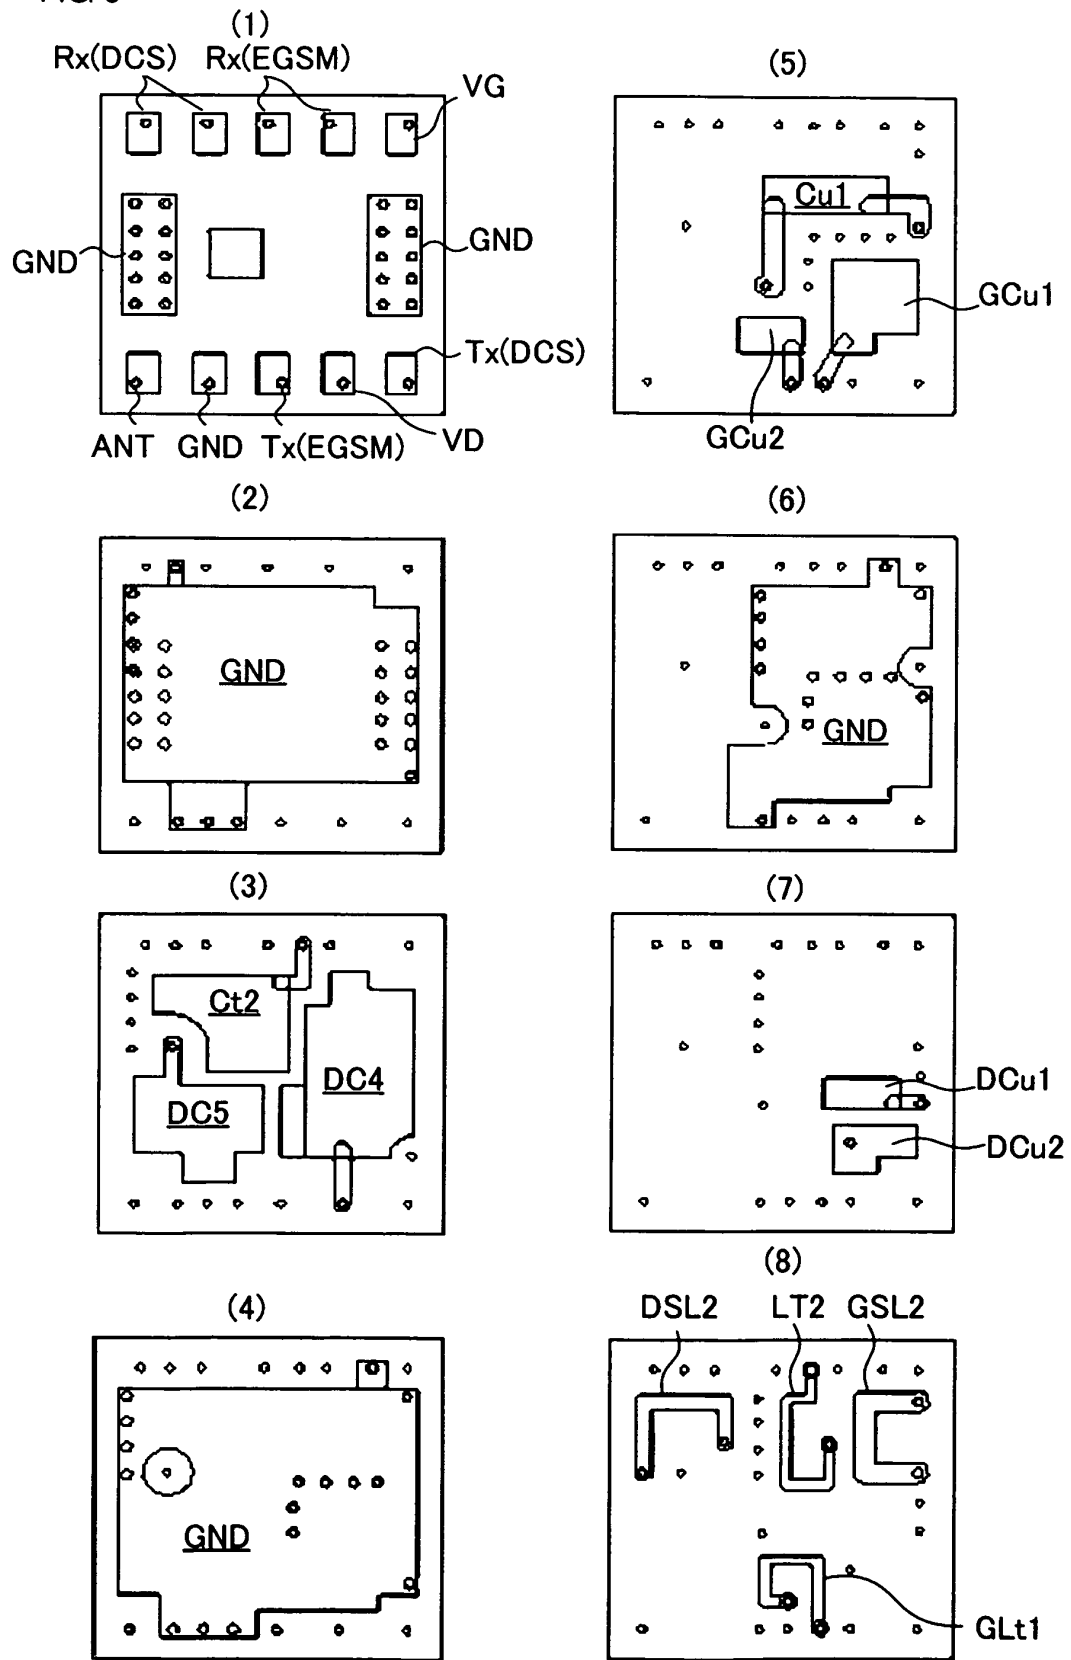 (1)
Rx(DCS) Rx(EGSM)
VG
GND
GND
Tx(DCS)
ANT GND Tx(EGSM) VD
(2)
GND
(3)
Ct2
DC4
DC5
(4)
GND
(5)
Cu1
GCu1
GCu2
(6)
GND
(7)
DCu1
DCu2
(8)
DSL2 LT2 GSL2
GLt1